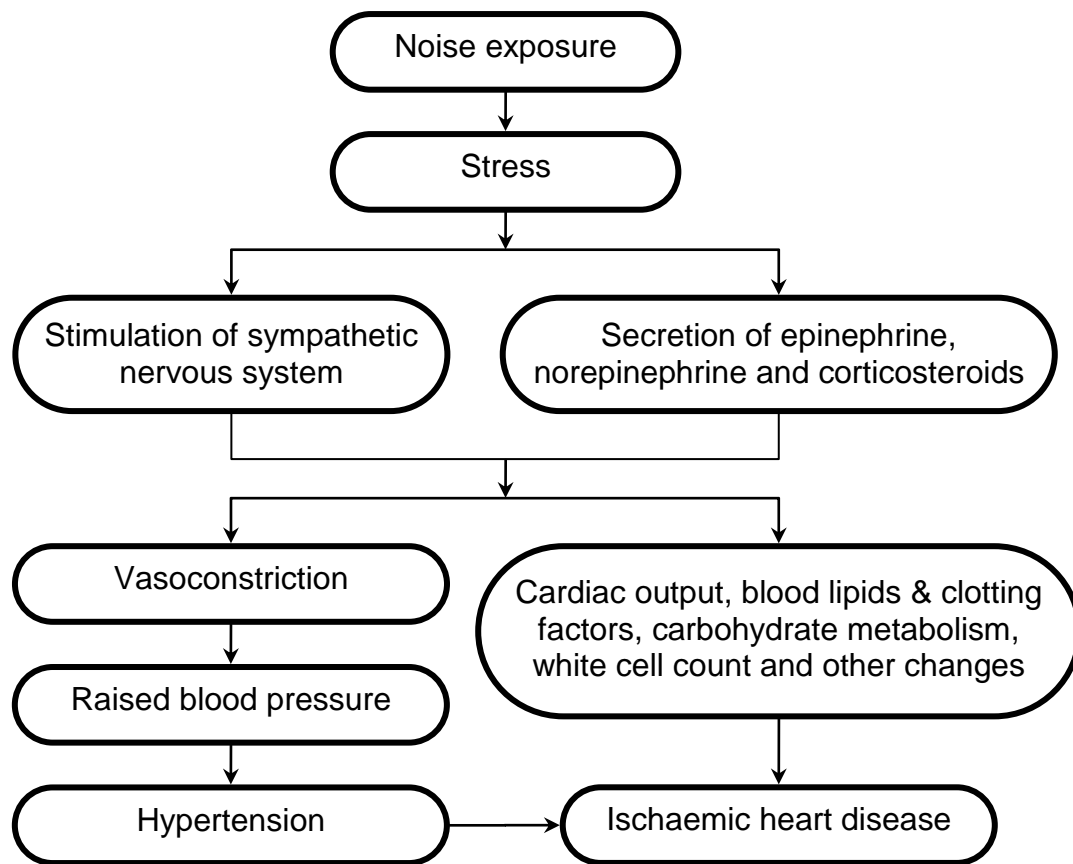 Noise exposure
Stress
Stimulation of sympathetic
nervous system
Secretion of epinephrine,
norepinephrine and corticosteroids
Vasoconstriction
Cardiac output, blood lipids & clotting
factors, carbohydrate metabolism,
white cell count and other changes
Raised blood pressure
Hypertension
Ischaemic heart disease